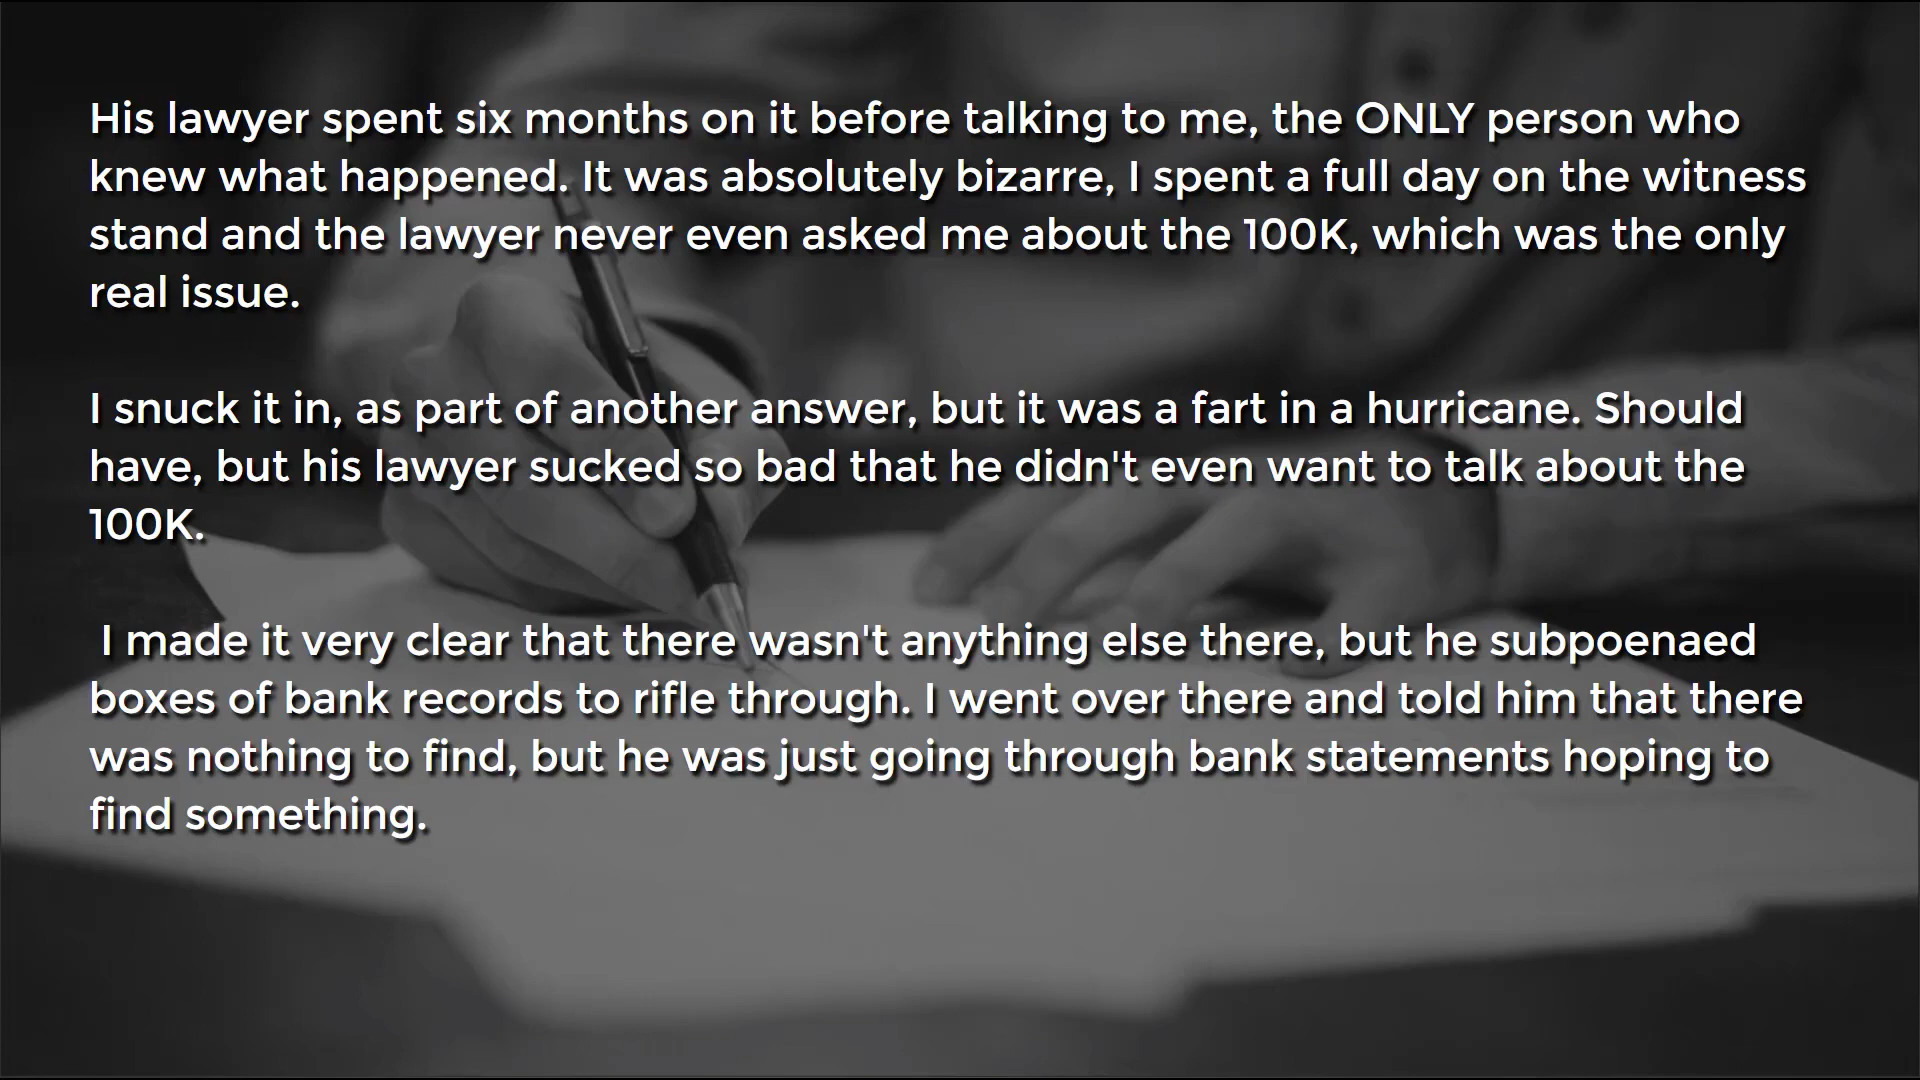 His lawyer spent six months on it before talking to me, the ONLY person who
knew what happened. It was absolutely bizarre, I spent a full day on the witness
stand and the lawyer never even asked me about the 100K, which was the only
real issue.
I snuck it in, as part of another answer, but it was a fart in a hurricane. Should
have, but his lawyer sucked so bad that he didn't even want to talk about the
100K.
I made it very clear that there wasn't anything else there, but he subpoenaed
boxes of bank records to rifle through. I went over there and told him that there
was nothing to find, but he was just going through bank statements hoping to
find something.